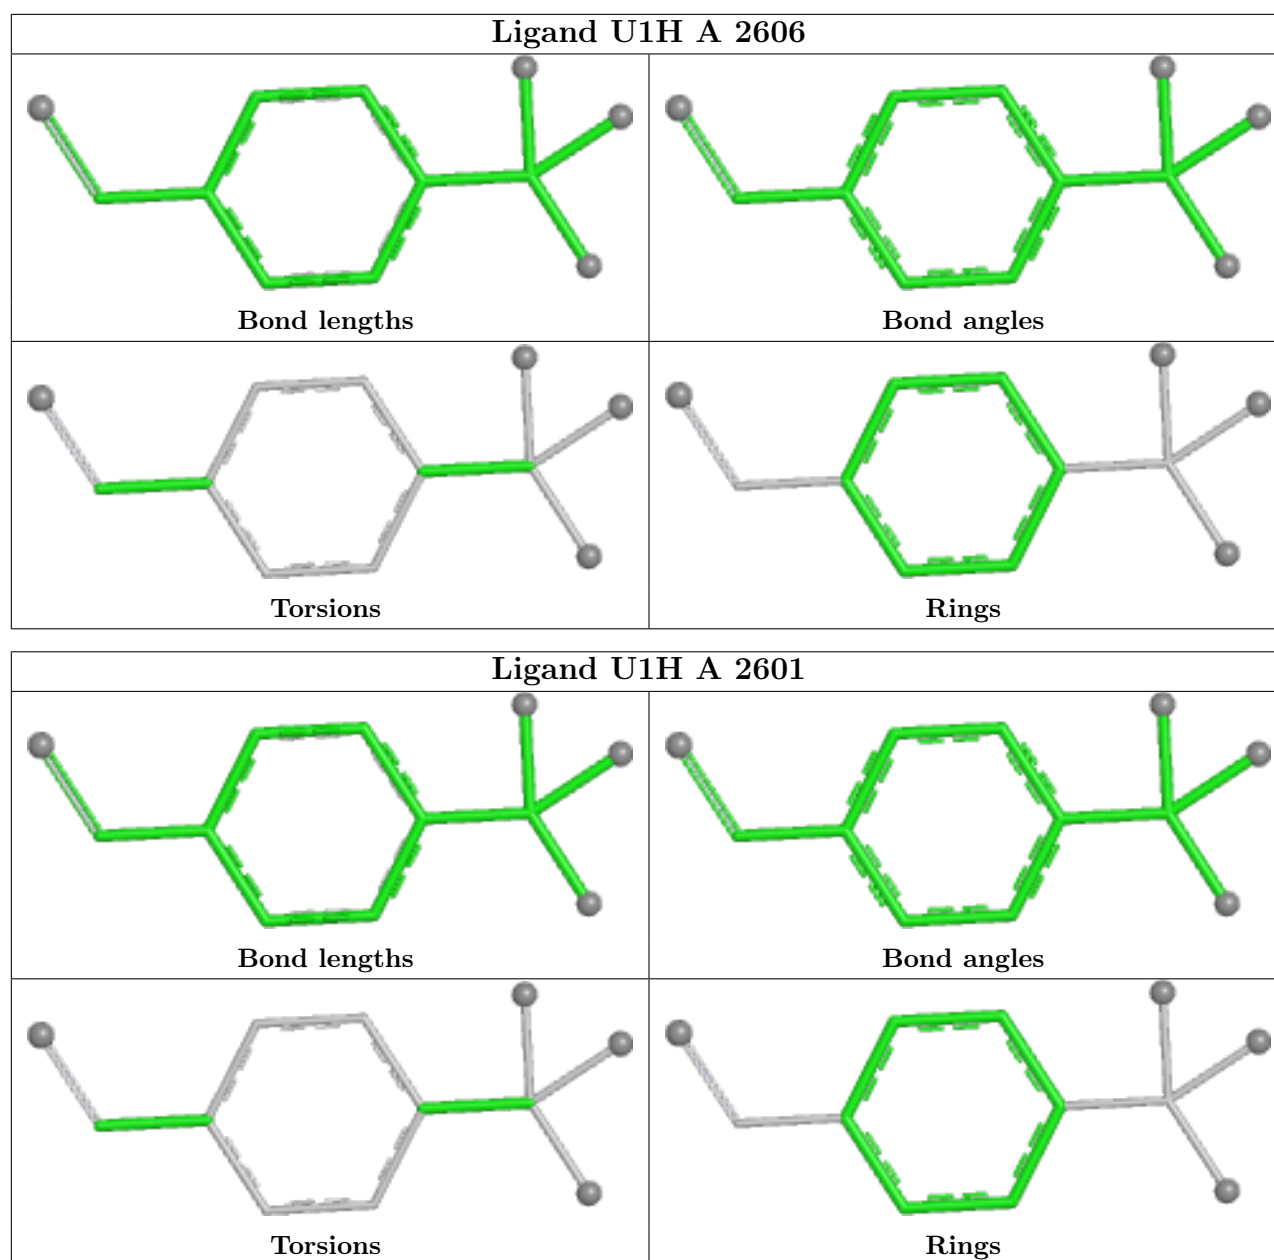 Ligand U1H A 2606
Bond lengths
Bond angles
Torsions
Rings
Ligand U1H A 2601
Bond lengths
Bond angles
Torsions
Rings